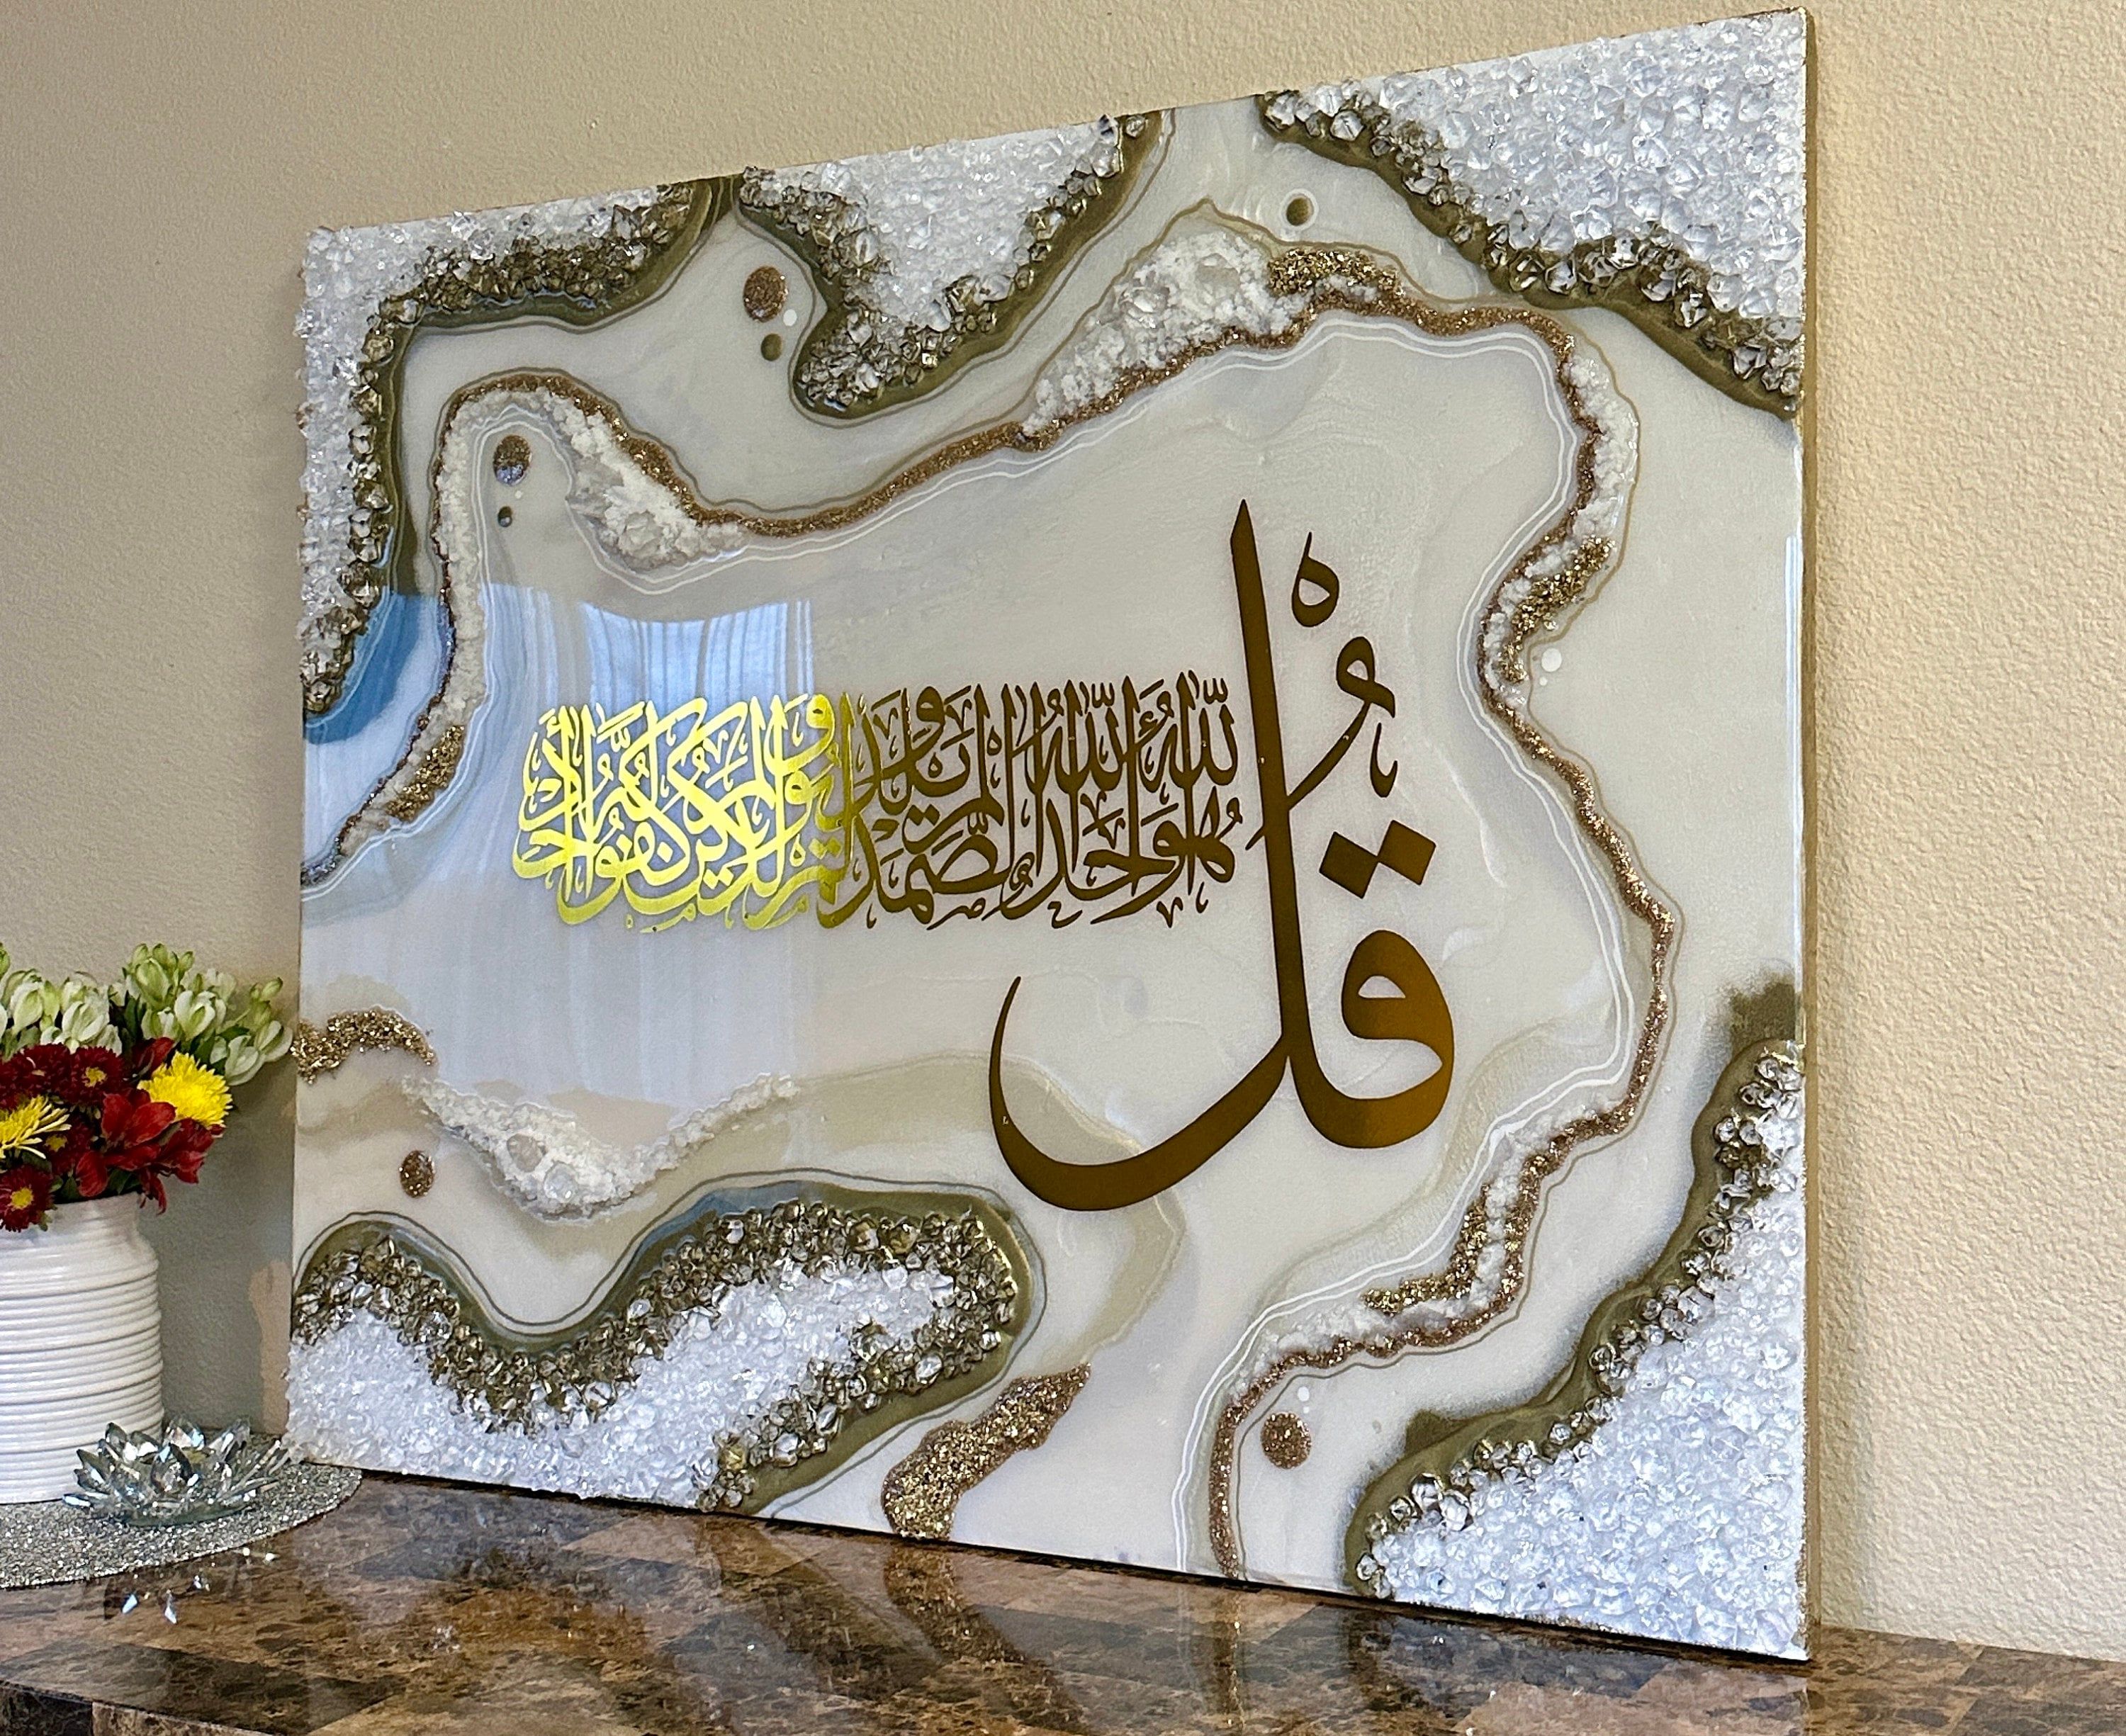 قُلْ هُوَ اللّٰهُ أَحَدٌ اللّٰهُ الصَّمَدُ لَمْ يَلِدْ وَلَمْ يُولَدْ وَلَمْ يَكُنْ لَهُ كُفُوًا أَحَدٌ